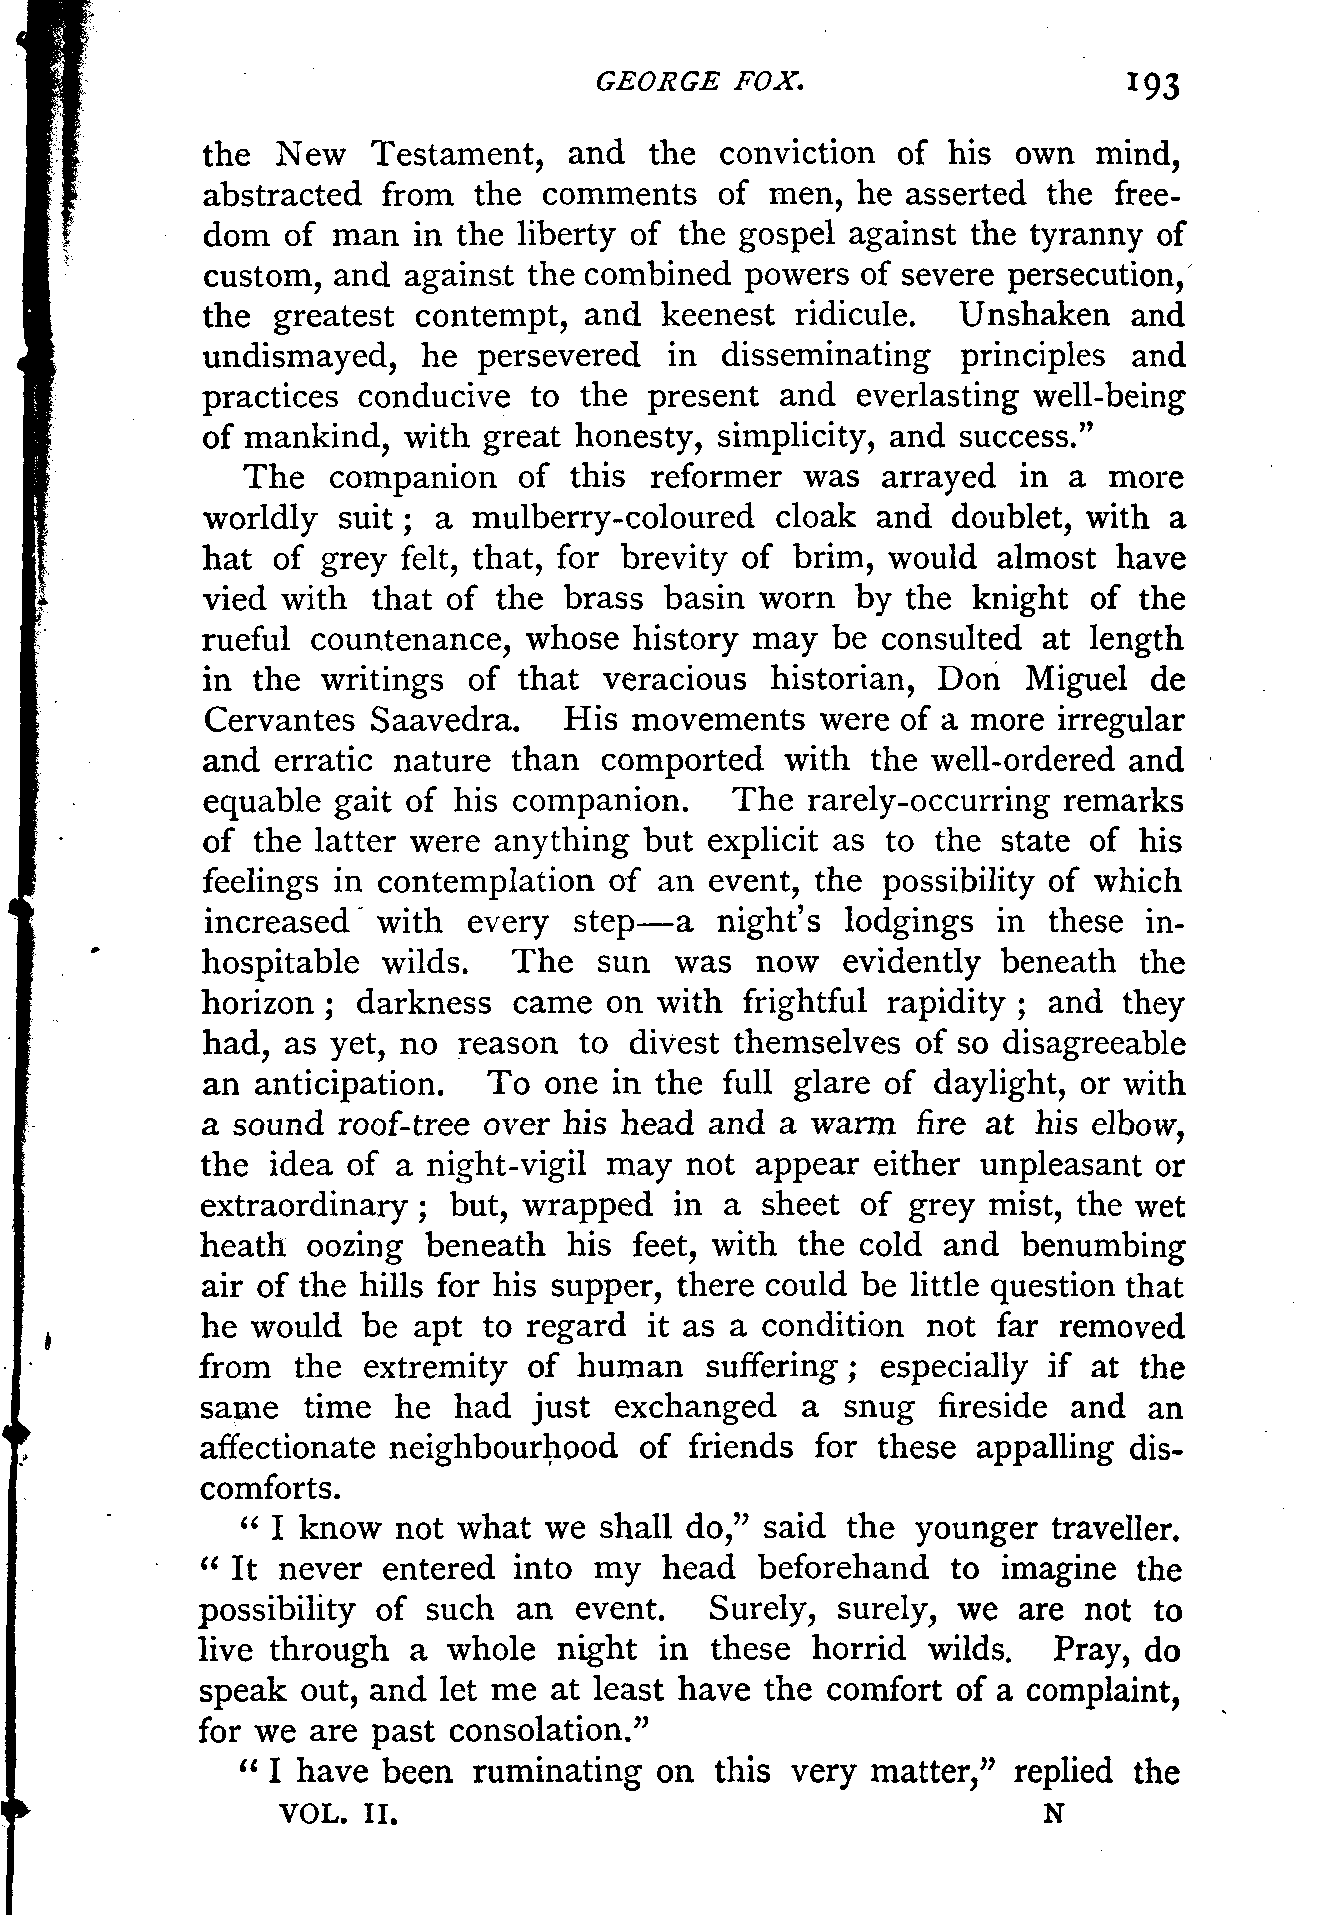 GEORGE FOX. 193
the New Testament, and the conviction of his own mind,
abstracted from the comments of men, he asserted the free-
dom of man in the liberty of the gospel against the tyranny of
custom, and against the combined powers of severe persecution,
the greatest contempt, and keenest ridicule. Unshaken and
undismayed, he persevered in disseminating principles and
practices conducive to the present and everlasting well-being
of mankind, with great honesty, simplicity, and success.”
The companion of this reformer was arrayed in a more
worldly suit ; a mulberry-coloured cloak and doublet, with a
hat of grey felt, that, for brevity of brim, would almost have
vied with that of the brass basin worn by the knight of the
rueful countenance, whose history may be consulted at length
in the writings of that veracious historian, Don Miguel de
Cervantes Saavedra. His movements were of a more irregular
and erratic nature than comported with the well-ordered and
equable gait of his companion. The rarely-occurring remarks
of the latter were anything but explicit as to the state of his
feelings in contemplation of an event, the possibility of which
increased with every step—a night’s lodgings in these in-
hospitable wilds. The sun was now evidently beneath the
horizon ; darkness came on with frightful rapidity ; and they
had, as yet, no reason to divest themselves of so disagreeable
an anticipation. To one in the full glare of daylight, or with
a sound roof-tree over his head and a warm fire at his elbow,
the idea of a night-vigil may not appear either unpleasant or
extraordinary ; but, wrapped in a sheet of grey mist, the wet
heath oozing beneath his feet, with the cold and benumbing
air of the hills for his supper, there could be little question that
he would be apt to regard it as a condition not far removed
from the extremity of human suffering ; especially if at the
same time he had just exchanged a snug fireside and an
affectionate neighbourhood of friends for these appalling dis-
comforts.
“ I know not what we shall do,” said the younger traveller.
“ It never entered into my head beforehand to imagine the
possibility of such an event. Surely, surely, we are not to
live through a whole night in these horrid wilds. Pray, do
speak out, and let me at least have the comfort of a complaint,
for we are past consolation.”
“ I have been ruminating on this very matter,” replied the
VOL. II. N